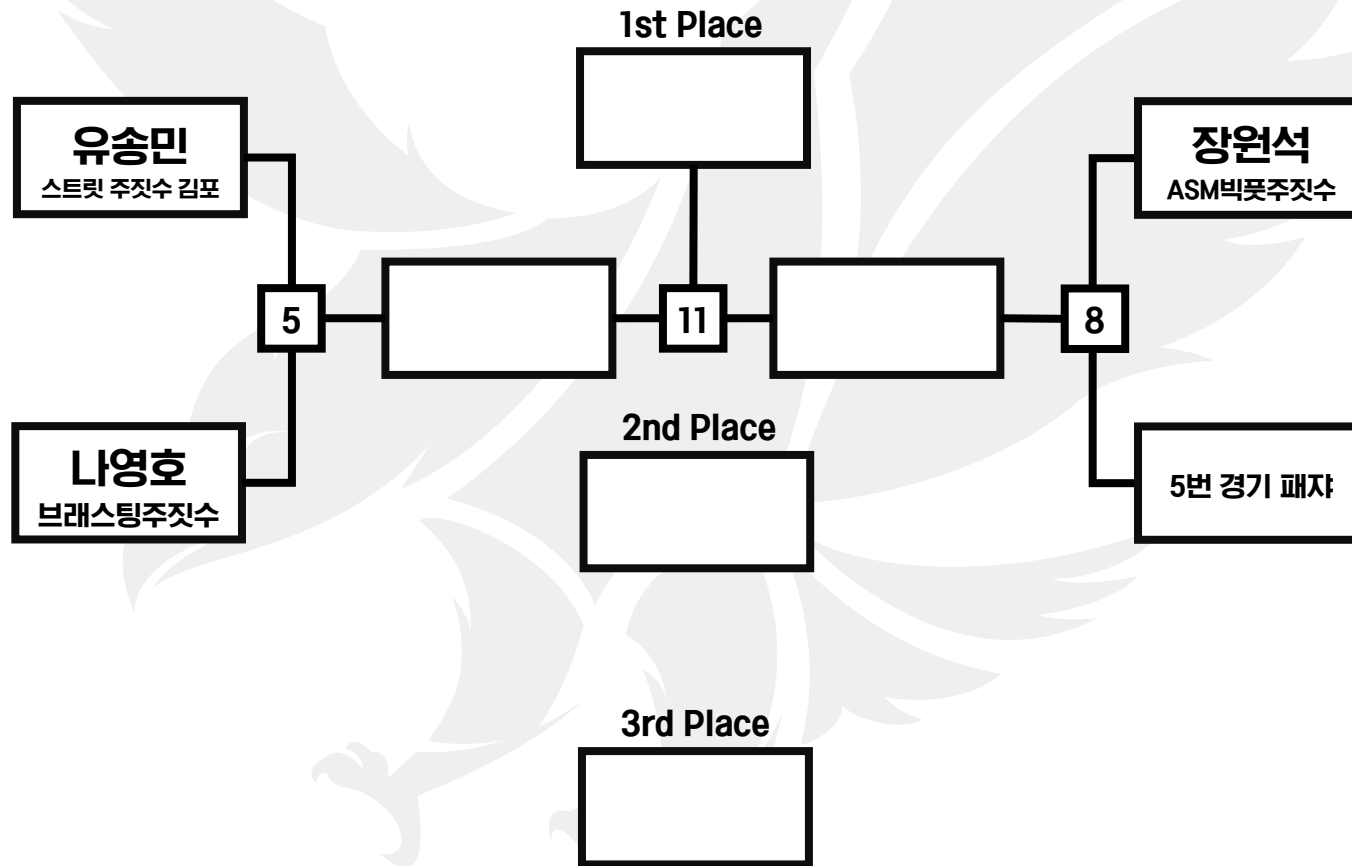 1st Place
유송민
스트릿 주짓수 김포
장원석
ASM빅풋주짓수
5
11
8
2nd Place
나영호
브래스팅주짓수
5번 경기 패쟈
3rd Place